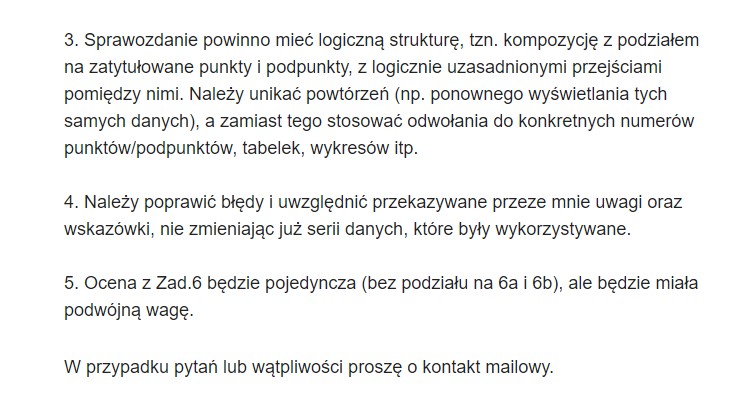 3. Sprawozdanie powinno mieć logiczną strukturę, tzn. kompozycję z podziałem
na zatytułowane punkty i podpunkty, z logicznie uzasadnionymi przejściami
pomiędzy nimi. Należy unikać powtórzeń (np. ponownego wyświetlania tych
samych danych), a zamiast tego stosować odwołania do konkretnych numerów
punktów/podpunktów, tabelek, wykresów itp.
4. Należy poprawić błędy i uwzględnić przekazywane przeze mnie uwagi oraz
wskazówki, nie zmieniając już serii danych, które były wykorzystywane.
5. Ocena z Zad.6 będzie pojedyncza (bez podziału na 6a i 6b), ale będzie miała
podwójną wagę.
W przypadku pytań lub wątpliwości proszę o kontakt mailowy.